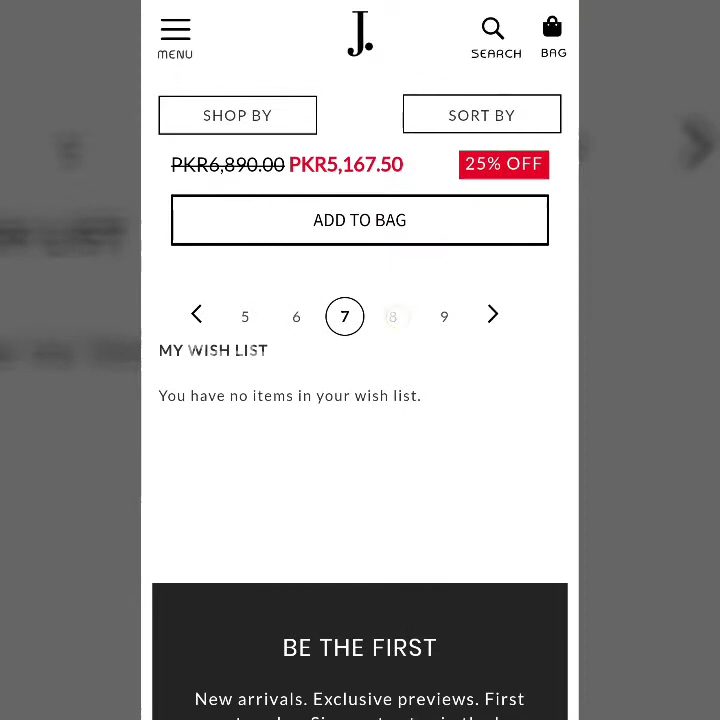 J.
MENU
SEARCH
BAG
SHOP BY
SORT BY
PKR6,890.00 PKR5,167.50
25% OFF
ADD TO BAG
5 6 7 8 9
MY WISH LIST
You have no items in your wish list.
BE THE FIRST
New arrivals. Exclusive previews. First